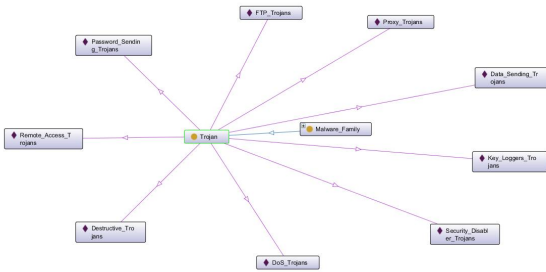 FTP_Trojans
Proxy_Trojans
Password_Sendin
g_Trojans
Data_Sending_Tr
ojans
Malware_Family
Trojan
Remote_Access_T
rojans
Key_Loggers_Tro
jans
Destructive_Tro
jans
Security_Disabl
er_Trojans
DoS_Trojans